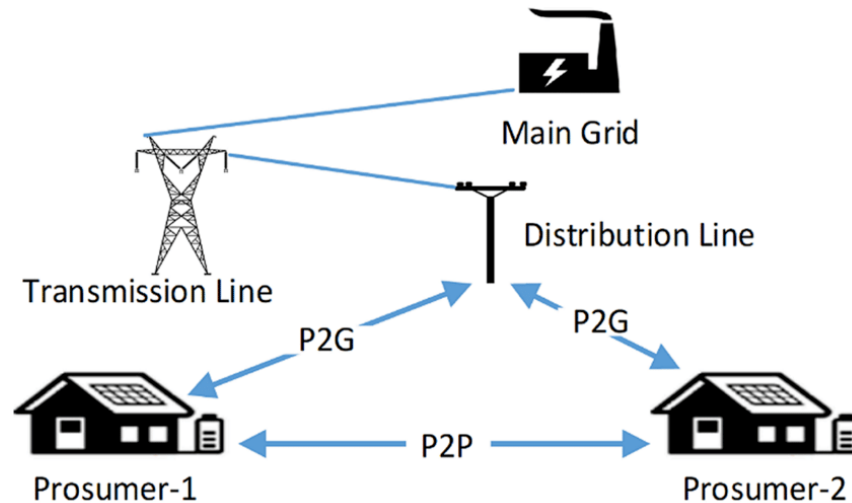 Main Grid
Distribution Line
Transmission Line
P2G
P2G
P2P
Prosumer-1
Prosumer-2